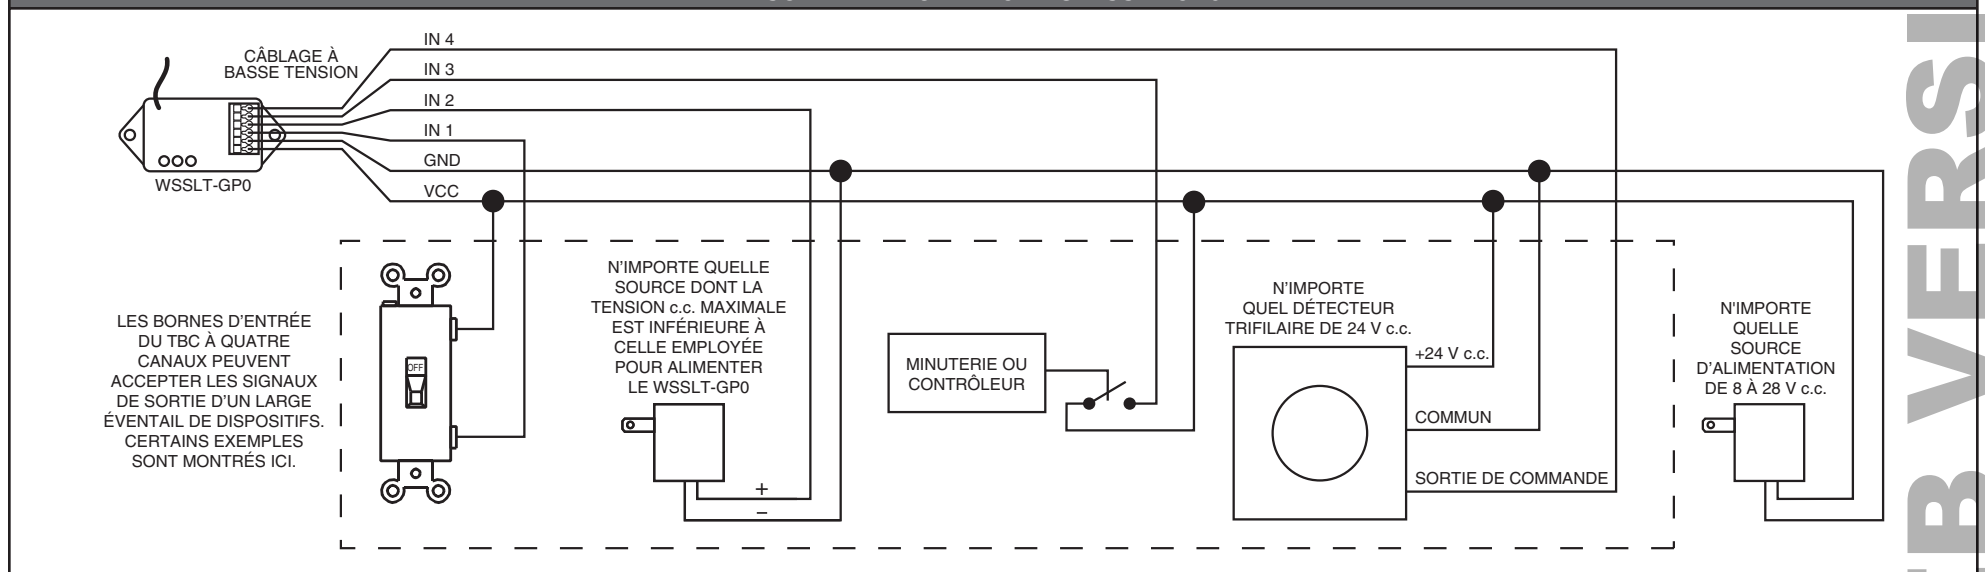 CÂBLAGE À
BASSE TENSION
IN 4
IN 3
IN 2
IN 1
GND
VCC
WSSLT-GP0
LES BORNES D’ENTRÉE
DU TBC À QUATRE
CANAUX PEUVENT
ACCEPTER LES SIGNAUX
DE SORTIE D’UN LARGE
ÉVENTAIL DE DISPOSITIFS.
CERTAINS EXEMPLES
SONT MONTRÉS ICI.
OFF
N’IMPORTE QUELLE
SOURCE DONT LA
TENSION c.c. MAXIMALE
EST INFÉRIEURE À
CELLE EMPLOYÉE
POUR ALIMENTER
LE WSSLT-GP0
+
–
MINUTERIE OU
CONTRÔLEUR
N’IMPORTE
QUEL DÉTECTEUR
TRIFILAIRE DE 24 V c.c.
+24 V c.c.
COMMUN
SORTIE DE COMMANDE
N'IMPORTE
QUELLE
SOURCE
D’ALIMENTATION
DE 8 À 28 V c.c.
B VERSI